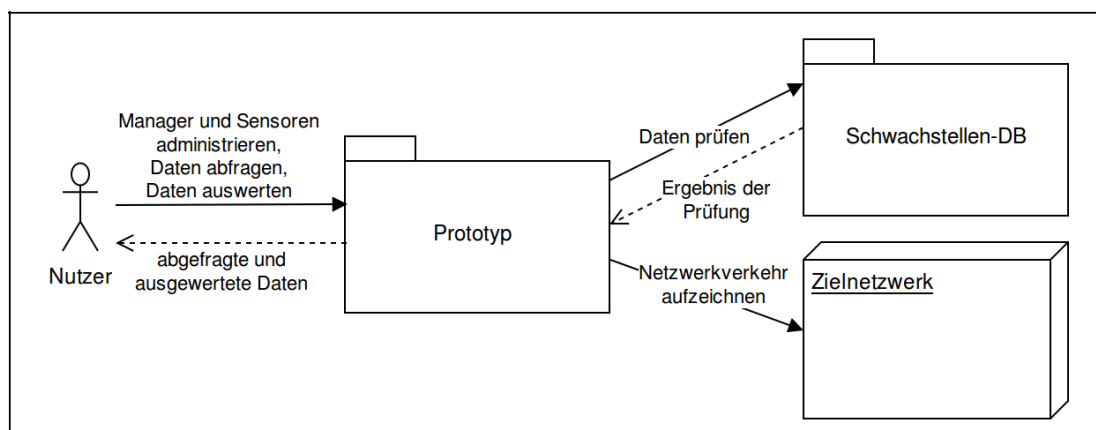 Manager und Sensoren
administrieren,
Daten abfragen,
Daten auswerten
Nutzer
abgefragte und
ausgewertete Daten
Prototyp
Daten prüfen
Ergebnis der
Prüfung
Netzwerkverkehr
aufzeichnen
Schwachstellen-DB
Zielnetzwerk